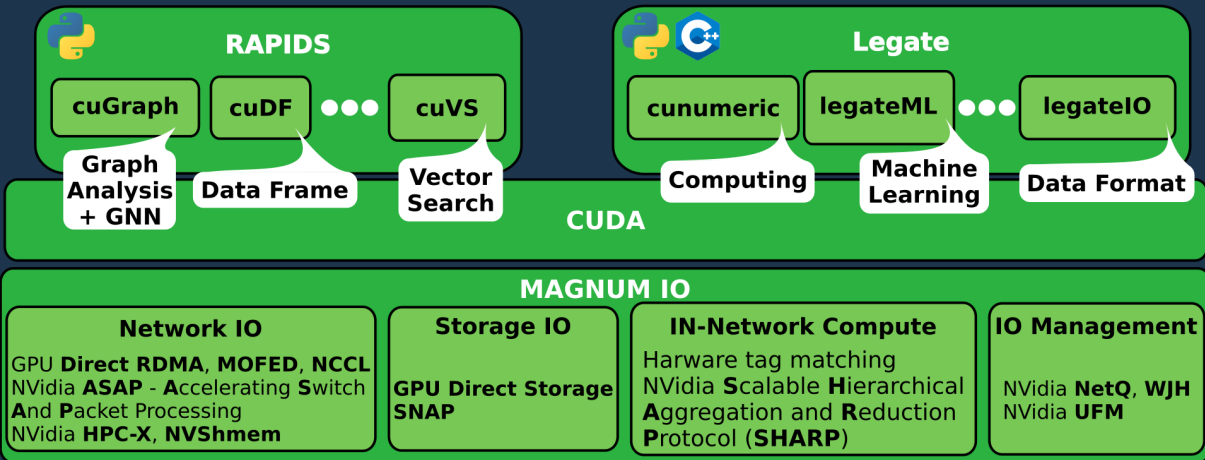 RAPIDS
cuGraph
cuDF
cuVS
Graph
Analysis
+ GNN
Data Frame
Vector
Search
C++
Legate
cunumeric
legateML
legateIO
Computing
Machine
Learning
Data Format
CUDA
MAGNUM IO
Network IO
GPU Direct RDMA, MOFED, NCCL
NVidia ASAP - Accelerating Switch
And Packet Processing
NVidia HPC-X, NVShmem
Storage IO
GPU Direct Storage
SNAP
IN-Network Compute
Harware tag matching
NVidia Scalable Hierarchical
Aggregation and Reduction
Protocol (SHARP)
IO Management
NVidia NetQ, WJH
NVidia UFM